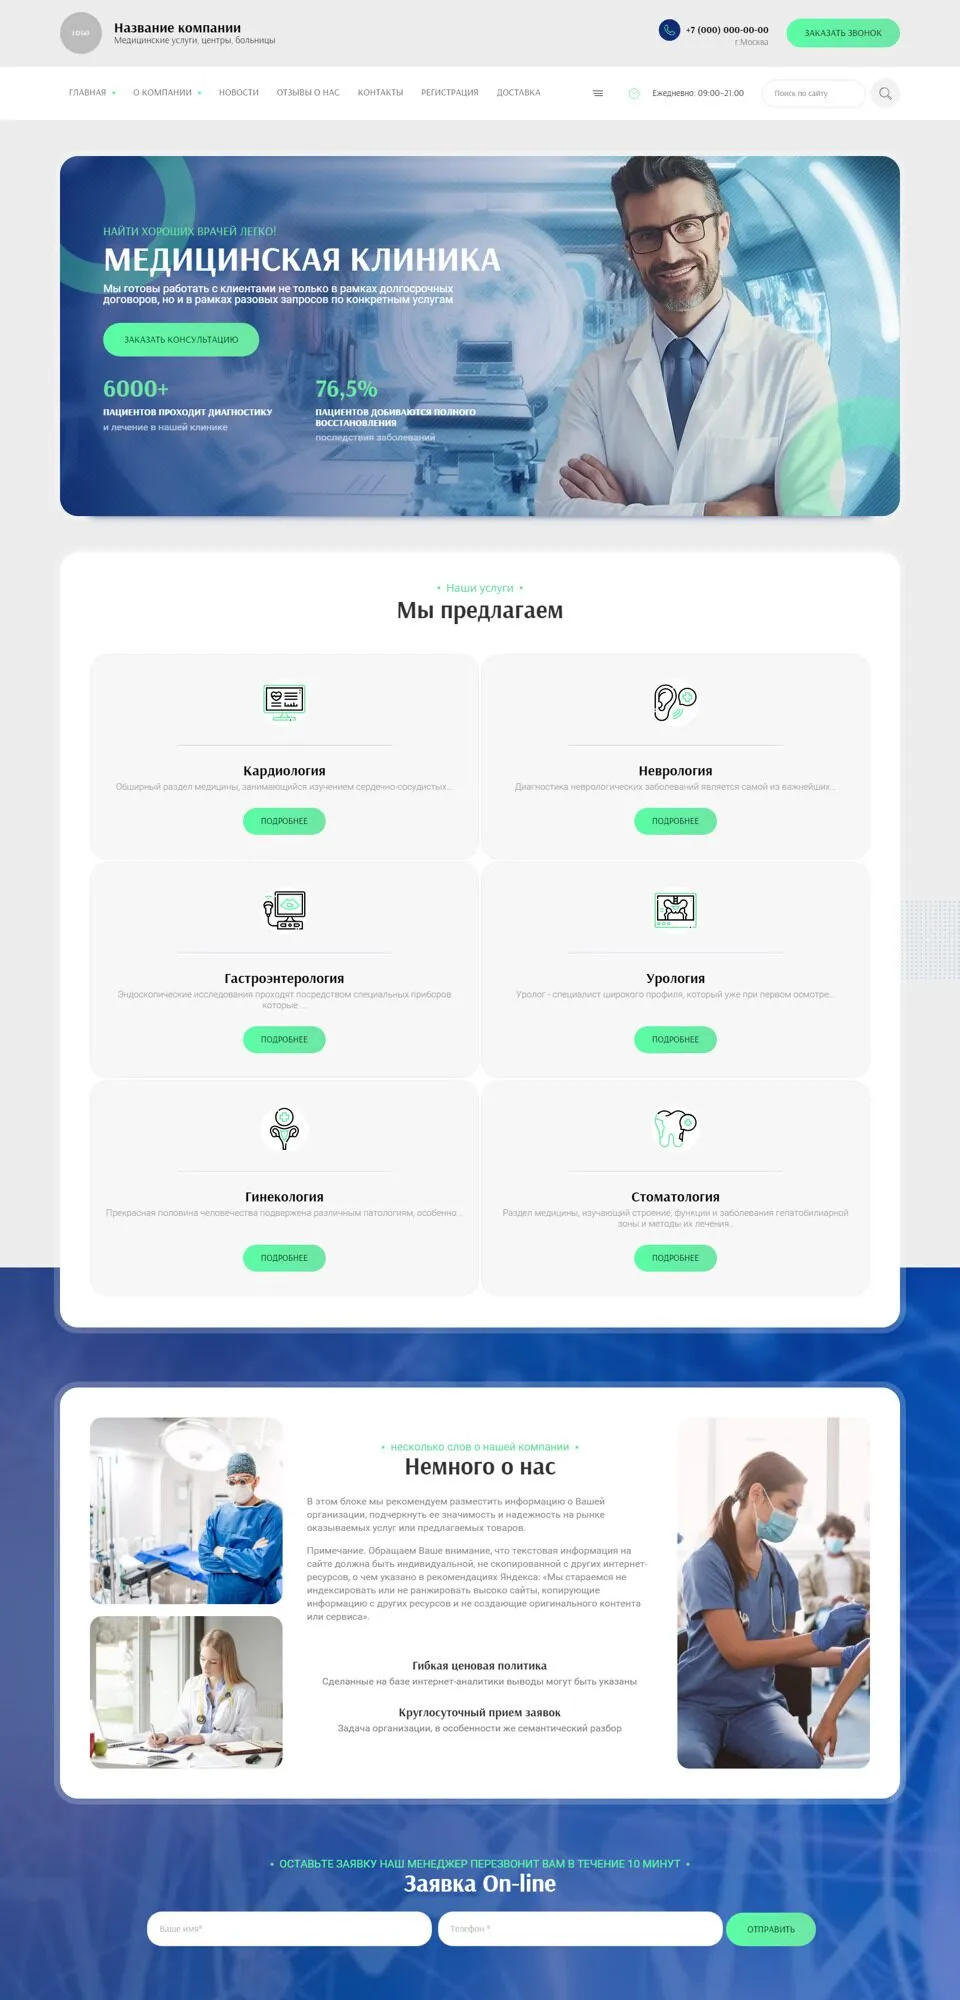 LOGO
Название компании
Медицинские услуги, центры, больницы
+7 (000) 000-00-00
г.Москва
ЗАКАЗАТЬ ЗВОНОК
ГЛАВНАЯ
О КОМПАНИИ
НОВОСТИ
ОТЗЫВЫ О НАС
КОНТАКТЫ
РЕГИСТРАЦИЯ
ДОСТАВКА
Ежедневно: 09:00-21:00
Поиск по сайту
НАЙТИ ХОРОШИХ ВРАЧЕЙ ЛЕГКО!
МЕДИЦИНСКАЯ КЛИНИКА
Мы готовы работать с клиентами не только в рамках долгосрочных
договоров, но и в рамках разовых запросов по конкретным услугам
ЗАКАЗАТЬ КОНСУЛЬТАЦИЮ
6000+
ПАЦИЕНТОВ ПРОХОДИТ ДИАГНОСТИКУ
и лечение в нашей клинике
76,5%
ПАЦИЕНТОВ ДОБИВАЮТСЯ ПОЛНОГО
ВОССТАНОВЛЕНИЯ
последствия заболеваний
• Наши услуги •
Мы предлагаем
Кардиология
Обширный раздел медицины, занимающийся изучением сердечно-сосудистых...
ПОДРОБНЕЕ
Неврология
Диагностика неврологических заболеваний является самой из важнейших...
ПОДРОБНЕЕ
Гастроэнтерология
Эндоскопические исследования проходят посредством специальных приборов
которые ...
ПОДРОБНЕЕ
Урология
Уролог - специалист широкого профиля, который уже при первом осмотре...
ПОДРОБНЕЕ
Гинекология
Прекрасная половина человечества подвержена различным патологиям, особенно...
ПОДРОБНЕЕ
Стоматология
Раздел медицины, изучающий строение, функции и заболевания гепатобилиарной
зоны и методы их лечения.
ПОДРОБНЕЕ
• несколько слов о нашей компании •
Немного о нас
В этом блоке мы рекомендуем разместить информацию о Вашей
организации, подчеркнуть ее значимость и надежность на рынке
оказываемых услуг или предлагаемых товаров.
Примечание. Обращаем Ваше внимание, что текстовая информация на
сайте должна быть индивидуальной, не скопированной с других интернет-
ресурсов, о чем указано в рекомендациях Яндекса: «Мы стараемся не
индексировать или не ранжировать высоко сайты, копирующие
информацию с других ресурсов и не создающие оригинального контента
или сервиса».
Гибкая ценовая политика
Сделанные на базе интернет-аналитики выводы могут быть указаны
Круглосуточный прием заявок
Задача организации, в особенности же семантический разбор
• ОСТАВЬТЕ ЗАЯВКУ НАШ МЕНЕДЖЕР ПЕРЕЗВОНИТ ВАМ В ТЕЧЕНИЕ 10 МИНУТ •
Заявка On-line
Ваше имя*
Телефон *
ОТПРАВИТЬ